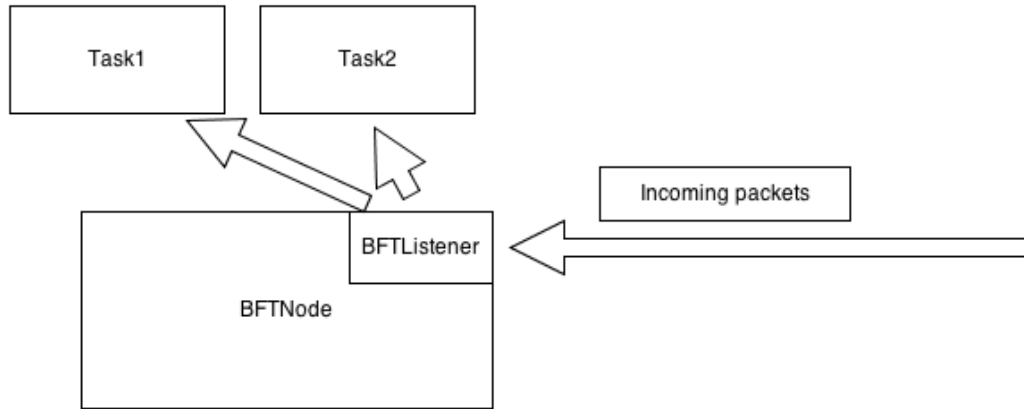 Task1
Task2
Incoming packets
BFTListener
BFTNode